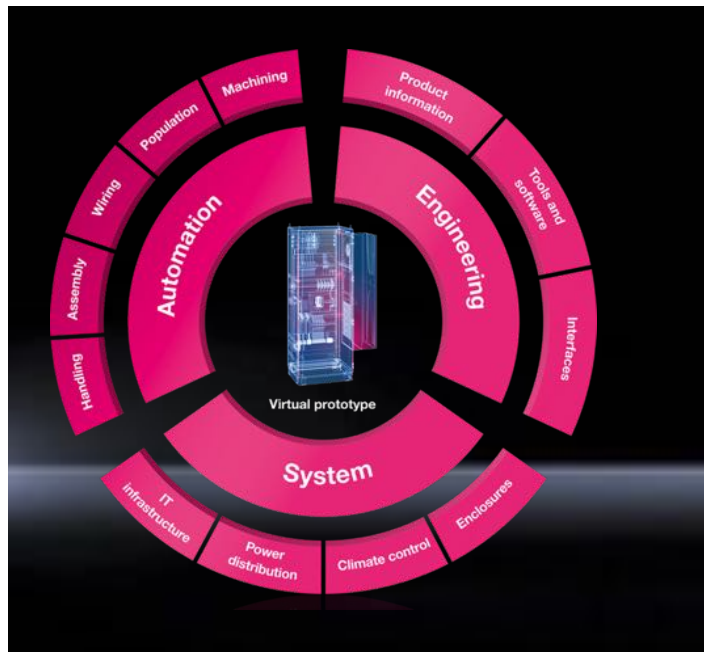 Machining
Population
Wiring
Assembly
Handling
Automation
Product
information
Tools and
software
Interfaces
Engineering
Virtual prototype
System
IT
infrastructure
Power
distribution
Climate control
Enclosures